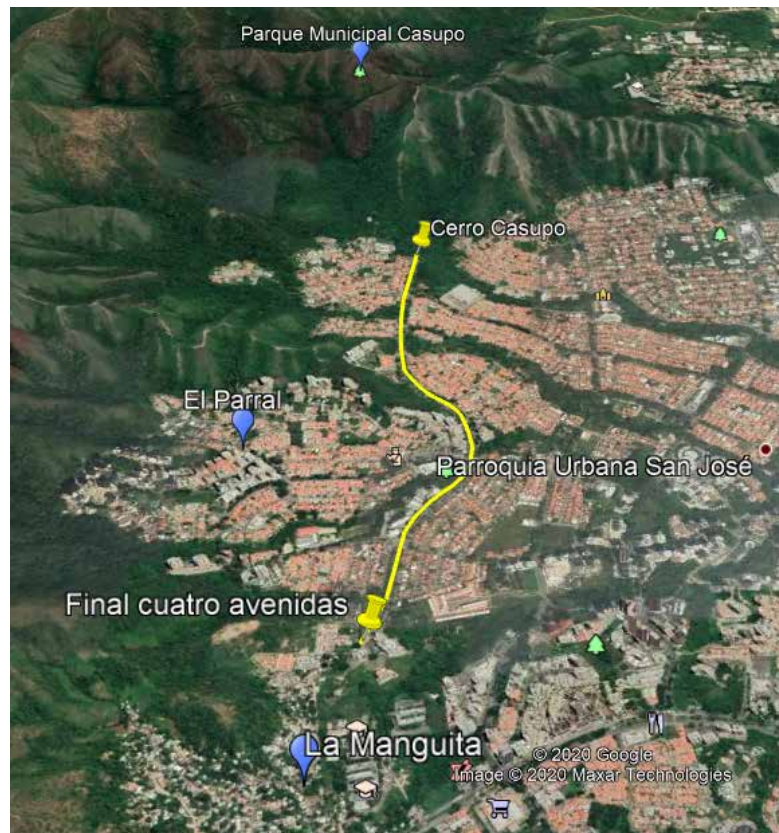 Parque Municipal Casupo
Cerro Casupo
El Parral
Parroquia Urbana San José
Final cuatro avenidas
La Manguita
© 2020 Google
Image © 2020 Maxar Technologies